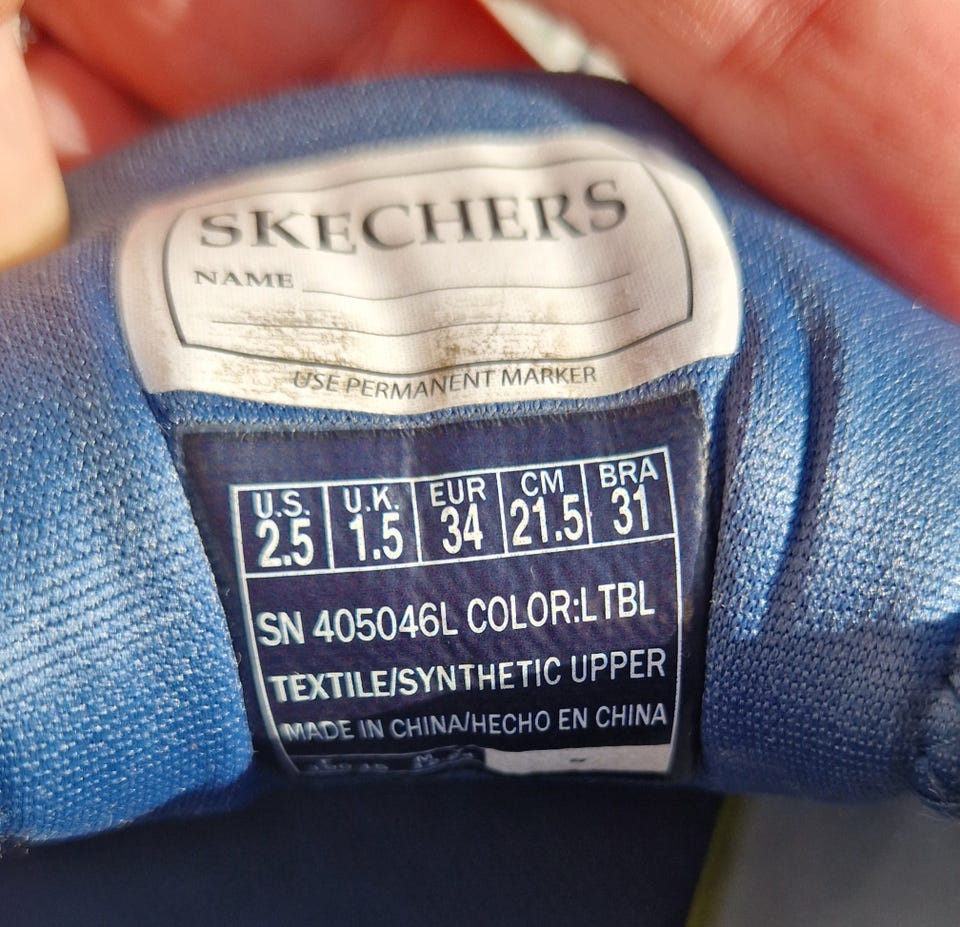 SKECHERS
NAME
USE PERMANENT MARKER
U.S. U.K. EUR CM BRA
2.5 1.5 34 21.5 31
SN 405046L COLOR:LTBL
TEXTILE/SYNTHETIC UPPER
MADE IN CHINA/HECHO EN CHINA